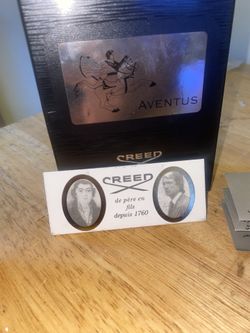 AVENTUS
CREED
CREED
de père en
fils
depuis 1760